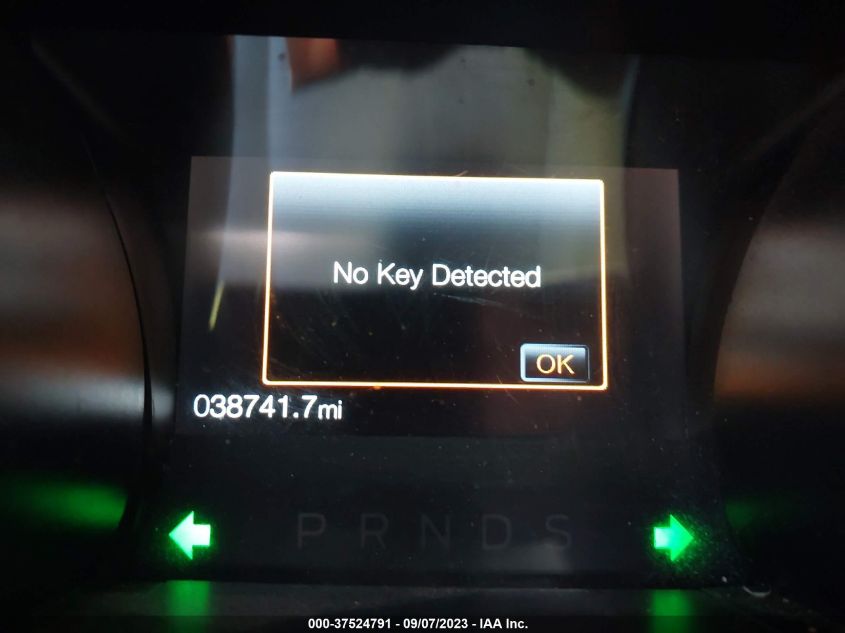 No Key Detected
OK
038741.7mi
P R N D S
000-37524791 - 09/07/2023 - IAA Inc.